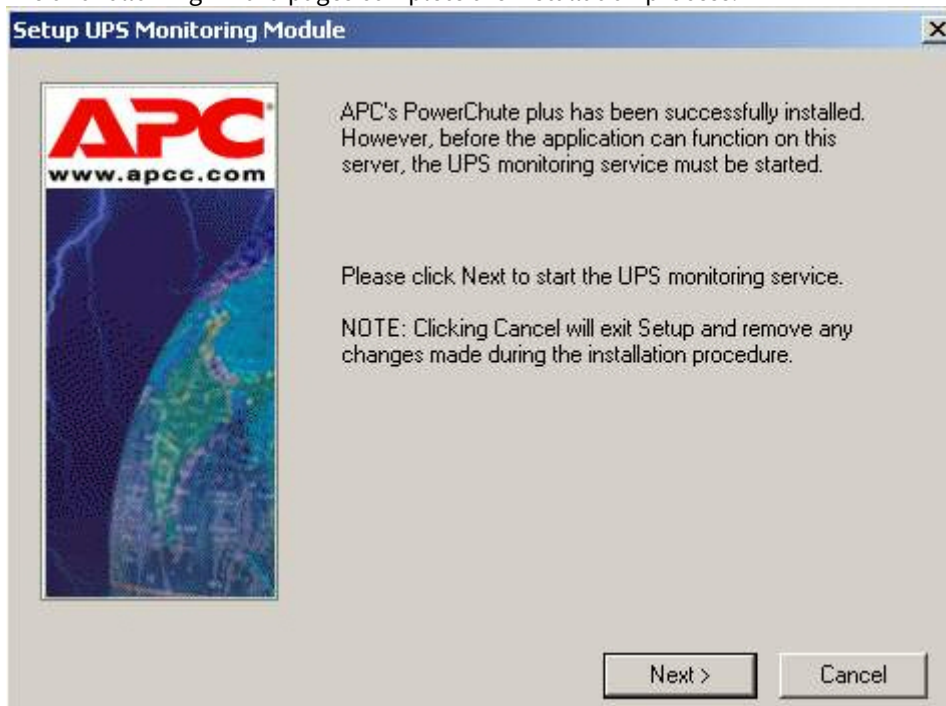 Setup UPS Monitoring Module
APC
www.apcc.com
APC's PowerChute plus has been successfully installed.
However, before the application can function on this
server, the UPS monitoring service must be started.
Please click Next to start the UPS monitoring service.
NOTE: Clicking Cancel will exit Setup and remove any
changes made during the installation procedure.
Next >
Cancel